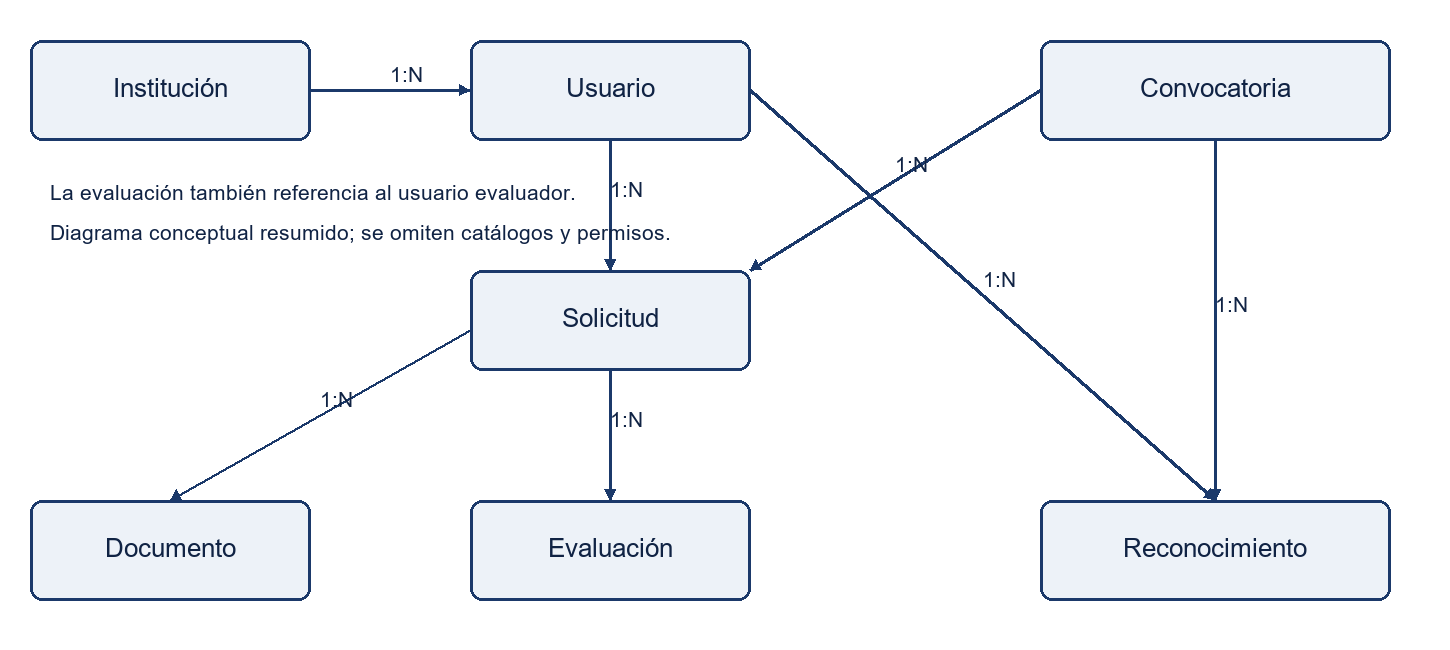 1:N
Institución
Usuario
Convocatoria
1:N
La evaluación también referencia al usuario evaluador.
1:N
Diagrama conceptual resumido; se omiten catálogos y permisos.
1:N
1:N
Solicitud
1:N
1:N
Documento
Evaluación
Reconocimiento